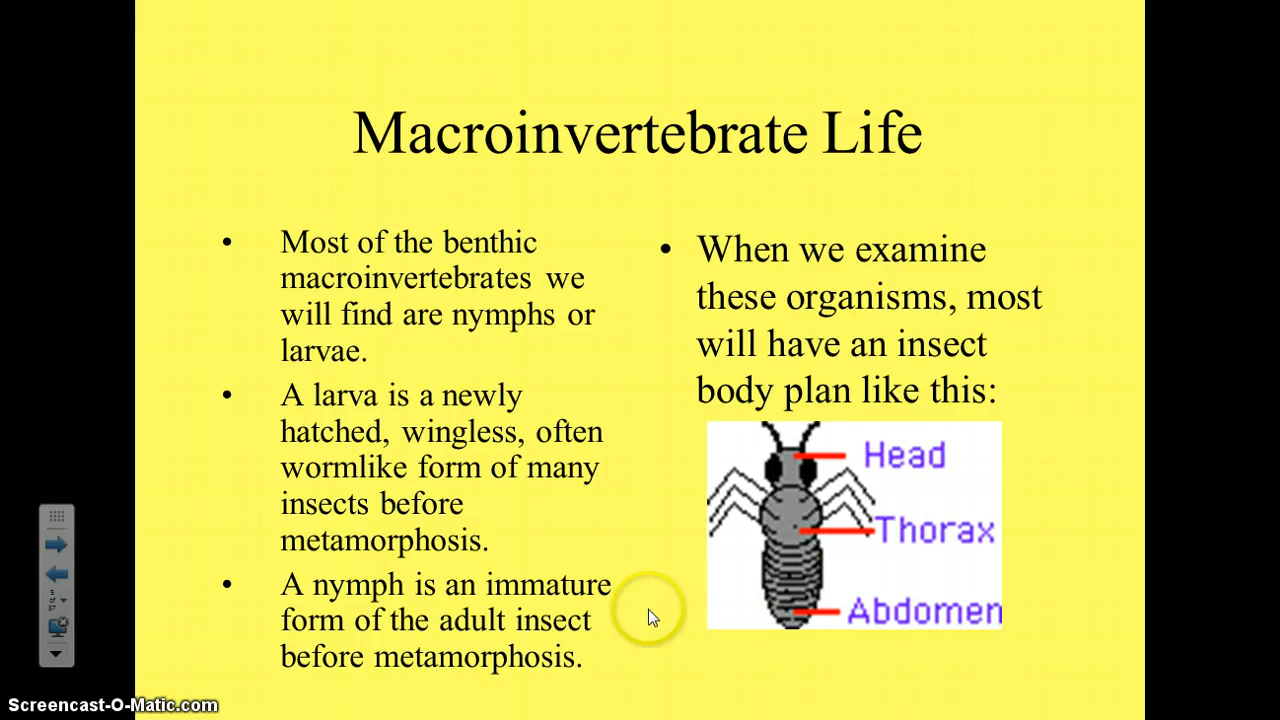 Macroinvertebrate Life
• Most of the benthic
macroinvertebrates we
will find are nymphs or
larvae.
• A larva is a newly
hatched, wingless, often
wormlike form of many
insects before
metamorphosis.
• A nymph is an immature
form of the adult insect
before metamorphosis.
• When we examine
these organisms, most
will have an insect
body plan like this:
Head
Thorax
Abdomen
9
of
Screencast-O-Matic.com